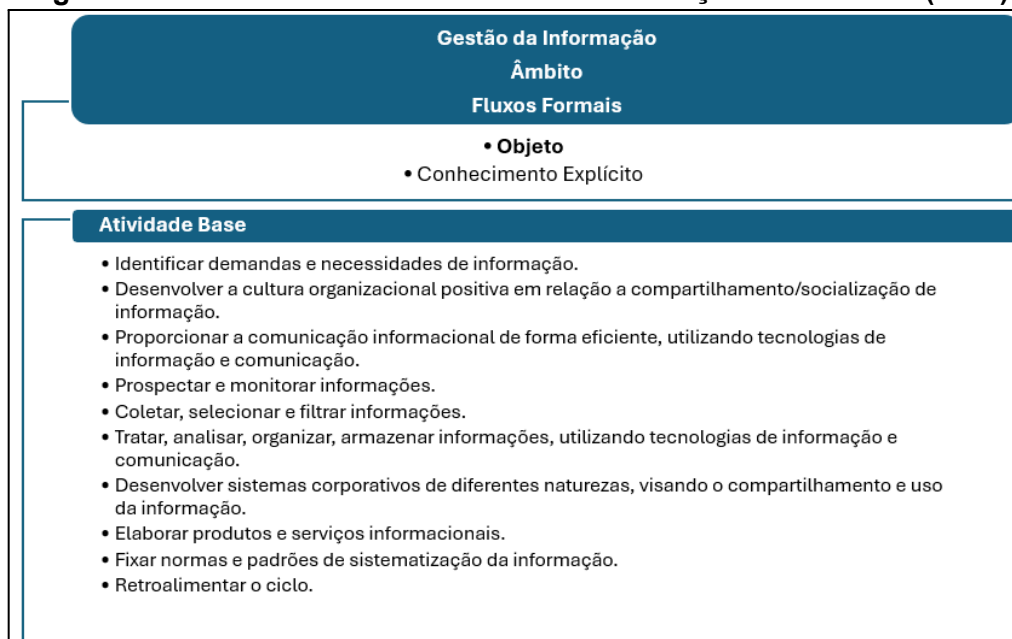 Gestão da Informação
Âmbito
Fluxos Formais
• Objeto
• Conhecimento Explícito
Atividade Base
• Identificar demandas e necessidades de informação.
• Desenvolver a cultura organizacional positiva em relação a compartilhamento/socialização de
informação.
• Proporcionar a comunicação informacional de forma eficiente, utilizando tecnologias de
informação e comunicação.
• Prospectar e monitorar informações.
• Coletar, selecionar e filtrar informações.
• Tratar, analisar, organizar, armazenar informações, utilizando tecnologias de informação e
comunicação.
• Desenvolver sistemas corporativos de diferentes naturezas, visando o compartilhamento e uso
da informação.
• Elaborar produtos e serviços informacionais.
• Fixar normas e padrões de sistematização da informação.
• Retroalimentar o ciclo.